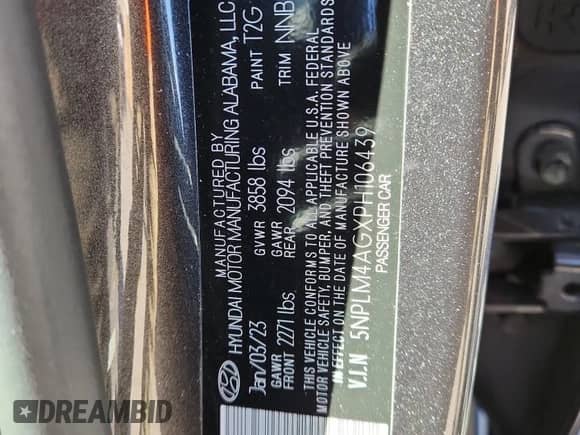 MANUFACTURED BY
HYUNDAI MOTOR MANUFACTURING ALABAMA, LLC
Jan/03/23 GVWR 3858 lbs PAINT T2G
GAWR FRONT 2271 lbs GAWR REAR 2094 lbs TRIM NNB
THIS VEHICLE CONFORMS TO ALL APPLICABLE U.S.A. FEDERAL
MOTOR VEHICLE SAFETY, BUMPER, AND THEFT PREVENTION STANDARDS
IN EFFECT ON THE DATE OF MANUFACTURE SHOWN ABOVE
V.I.N 5NPLM4AGXPH106439
PASSENGER CAR
DREAMBID